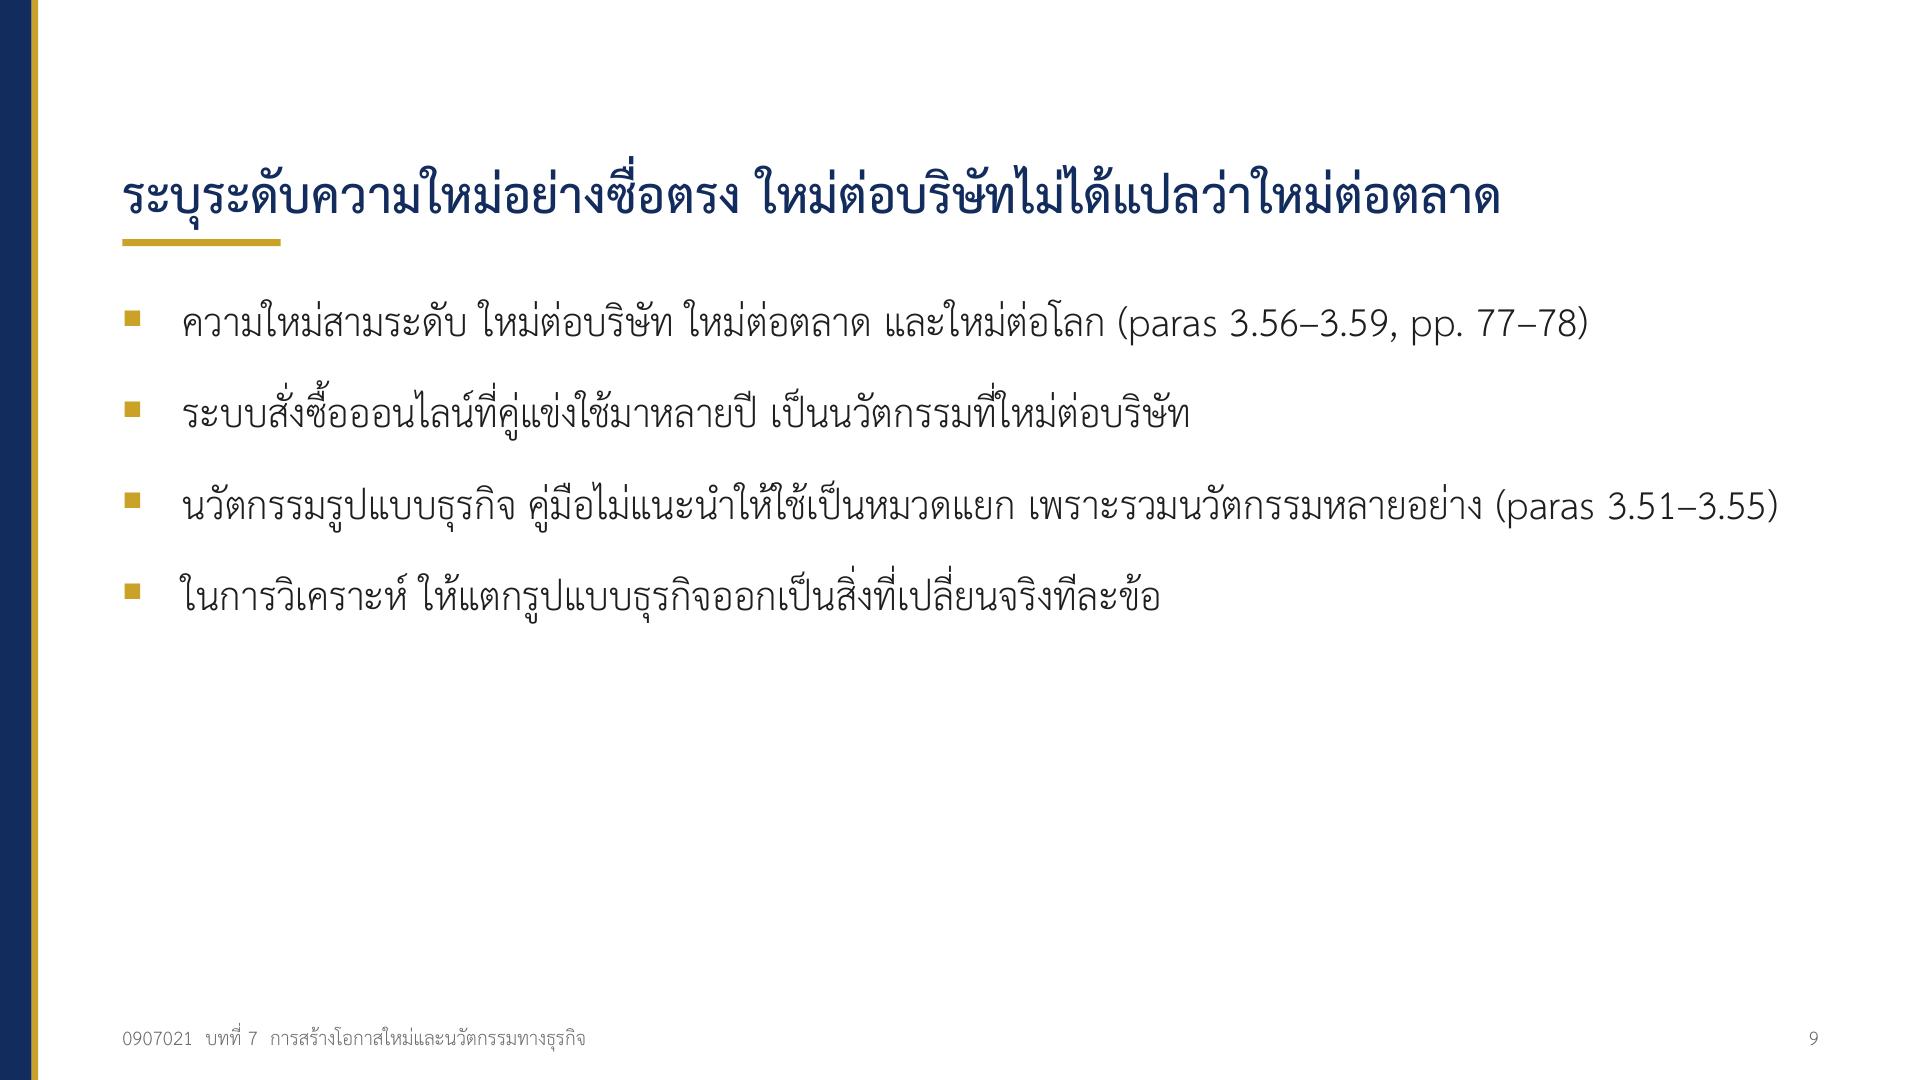 ระบุระดับความใหม่อย่างซื่อตรง ใหม่ต่อบริษัทไม่ได้แปลว่าใหม่ต่อตลาด
ความใหม่สามระดับ ใหม่ต่อบริษัท ใหม่ต่อตลาด และใหม่ต่อโลก (paras 3.56–3.59, pp. 77–78)
ระบบสั่งซื้อออนไลน์ที่คู่แข่งใช้มาหลายปี เป็นนวัตกรรมที่ใหม่ต่อบริษัท
นวัตกรรมรูปแบบธุรกิจ คู่มือไม่แนะนำให้ใช้เป็นหมวดแยก เพราะรวมนวัตกรรมหลายอย่าง (paras 3.51–3.55)
ในการวิเคราะห์ ให้แตกรูปแบบธุรกิจออกเป็นสิ่งที่เปลี่ยนจริงทีละข้อ
0907021 บทที่ 7 การสร้างโอกาสใหม่และนวัตกรรมทางธุรกิจ
9